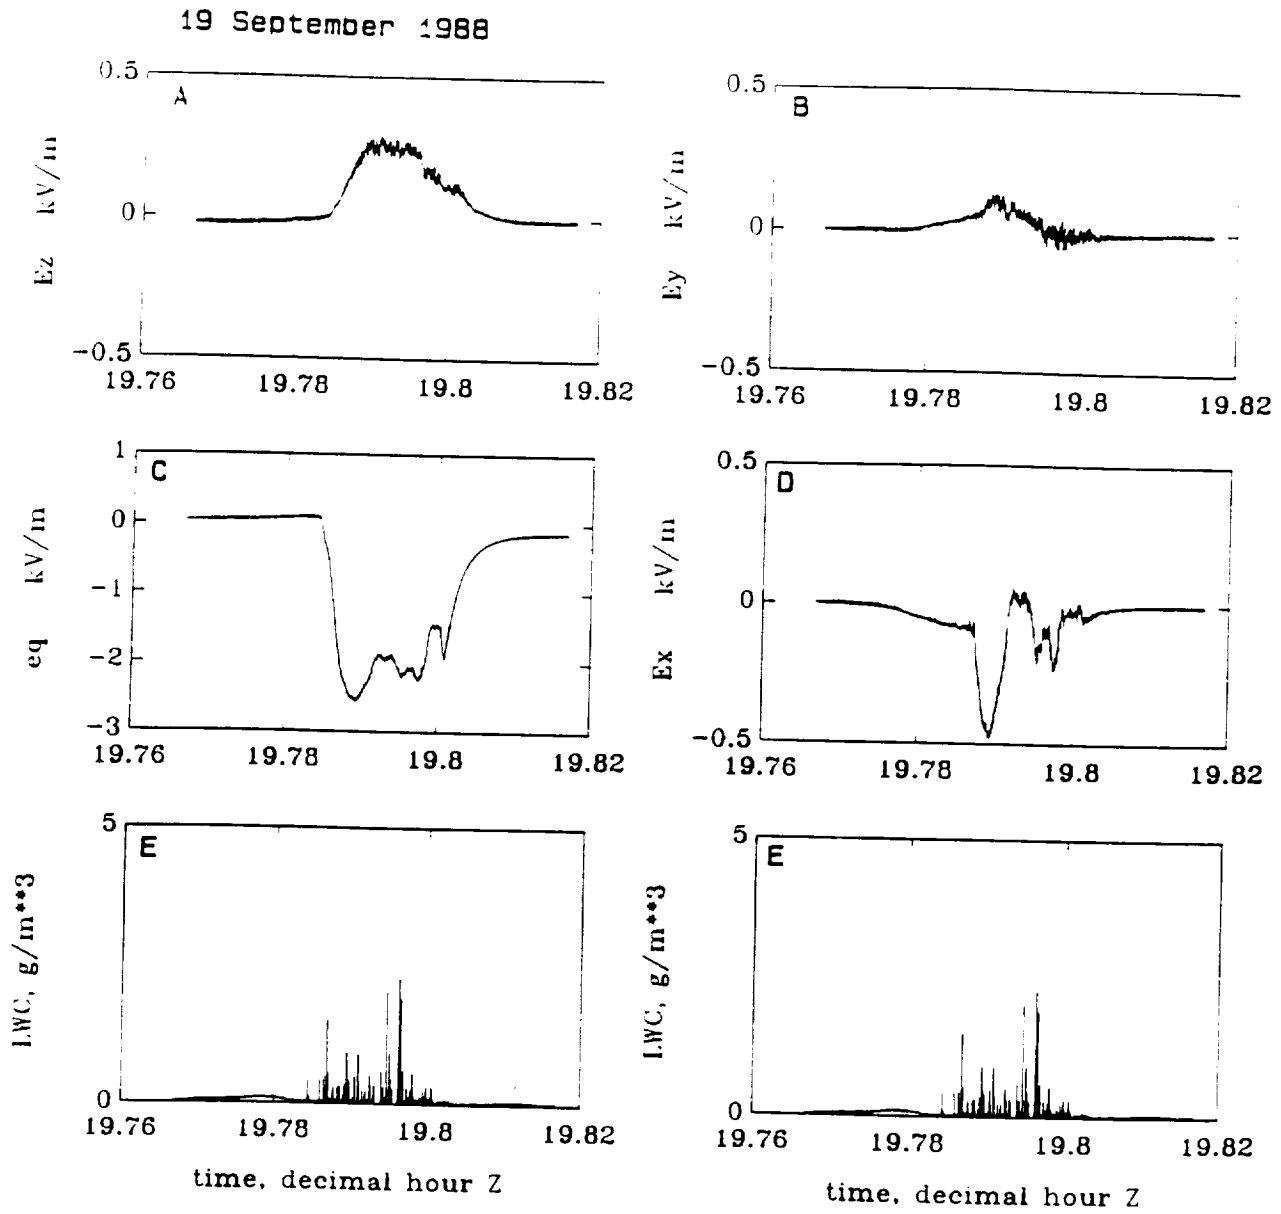 19 September 1988
0.5
A
Ez kV/m
0
-0.5
19.76 19.78 19.8 19.82
0.5
B
Ey kV/m
0
-0.5
19.76 19.78 19.8 19.82
1
C
0
eq kV/m
-1
-2
-3
19.76 19.78 19.8 19.82
0.5
D
Ex kV/m
0
-0.5
19.76 19.78 19.8 19.82
5
E
LWC, g/m**3
0
19.76 19.78 19.8 19.82
time, decimal hour Z
5
E
LWC, g/m**3
0
19.76 19.78 19.8 19.82
time, decimal hour Z